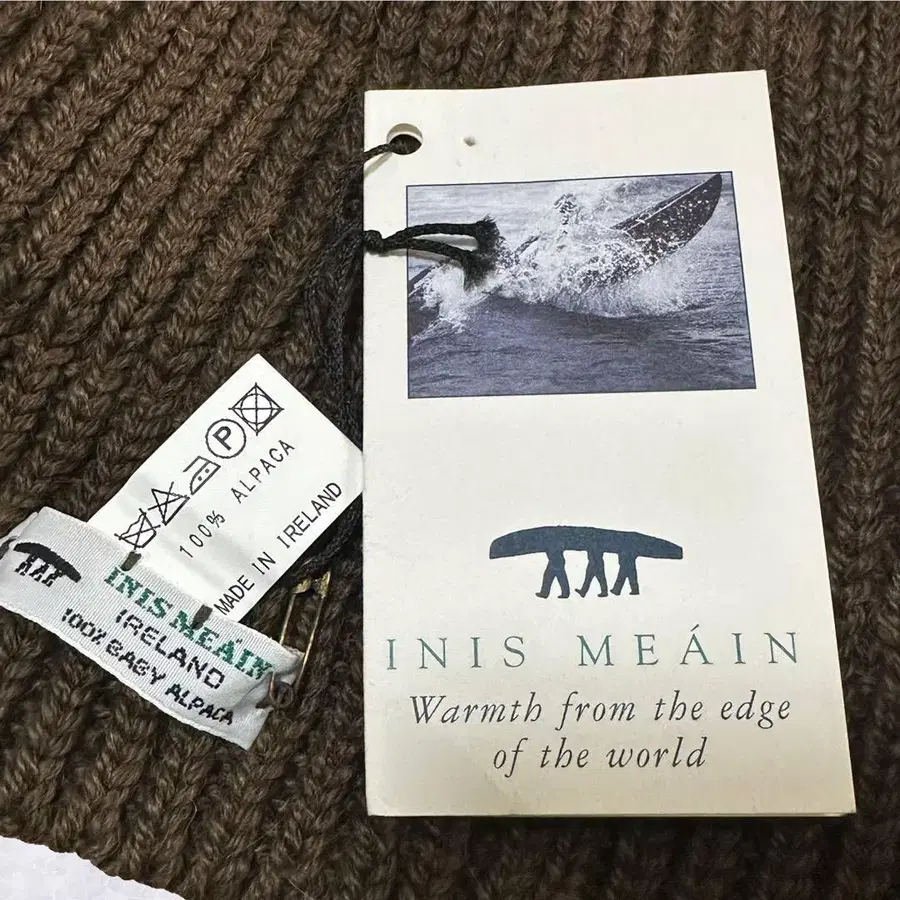 INIS MEÁIN
Warmth from the edge
of the world
P
100% ALPACA
MADE IN IRELAND
INIS MEÁIN
IRELAND
100% BABY ALPACA